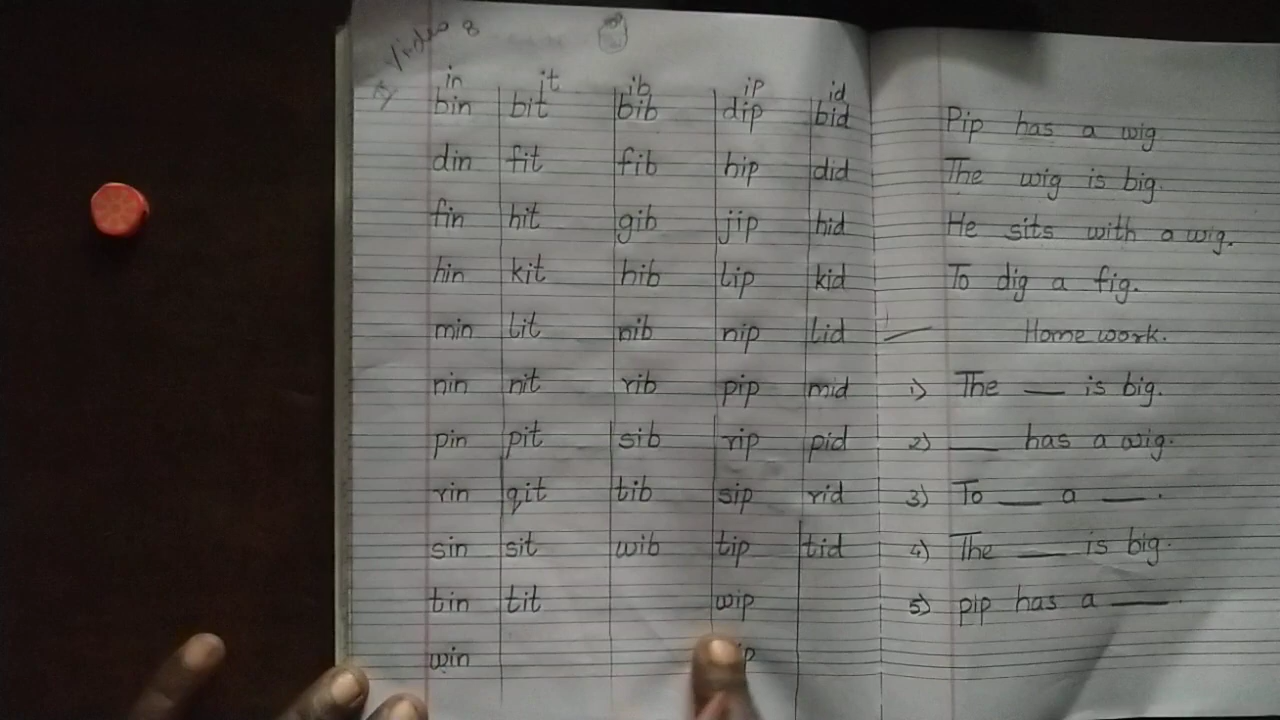 Video 8
in it ib ip id
bin bit bib dip bid
din fit fib hip did
fin hit gib jip hid
hin kit hib lip kid
min lit nib nip lid
nin nit rib pip mid
pin pit sib rip pid
rin qit tib sip rid
sin sit wib tip tid
tin tit wip
win
Pip has a wig
The wig is big.
He sits with a wig.
To dig a fig.
Home work.
1) The ___ is big.
2) ___ has a wig.
3) To ___ a ___.
4) The ___ is big.
5) pip has a ___.